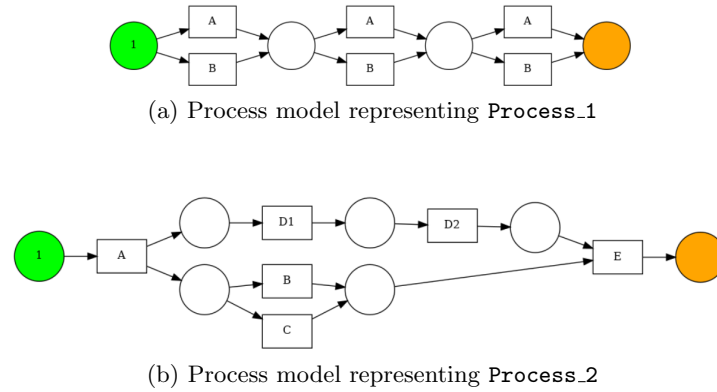 A A A
1
B B B
(a) Process model representing Process_1
D1 D2
1 A B E
C
(b) Process model representing Process_2